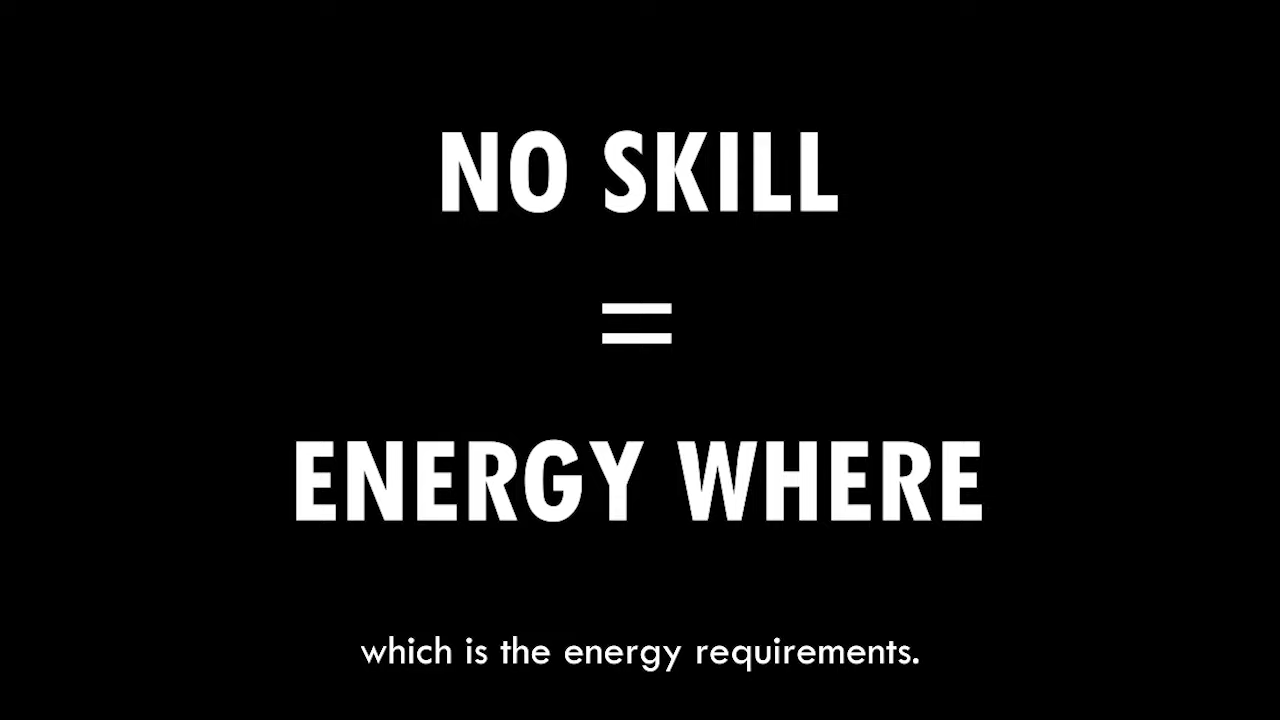 NO SKILL
=
ENERGY WHERE
which is the energy requirements.